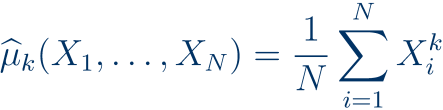 $\widehat{\mu}_k(X_1, \ldots, X_N) = \frac{1}{N} \sum_{i=1}^{N} X_i^k$